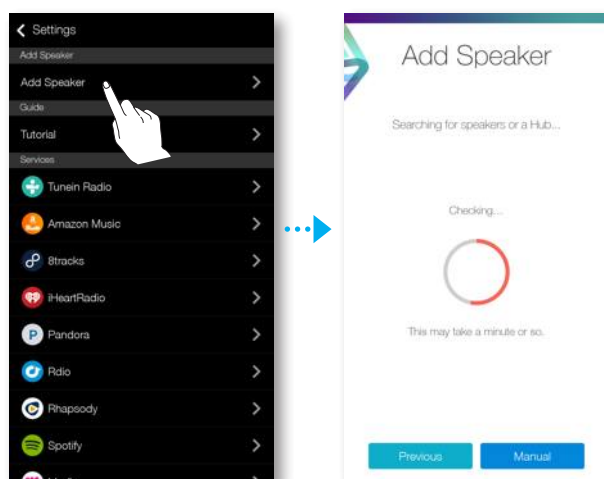 Settings
Add Speaker
Add Speaker
Guide
Tutorial
Services
Tunein Radio
Amazon Music
8tracks
iHeartRadio
P Pandora
Rdio
Rhapsody
Spotify
Add Speaker
Searching for speakers or a Hub...
Checking...
This may take a minute or so.
Previous
Manual